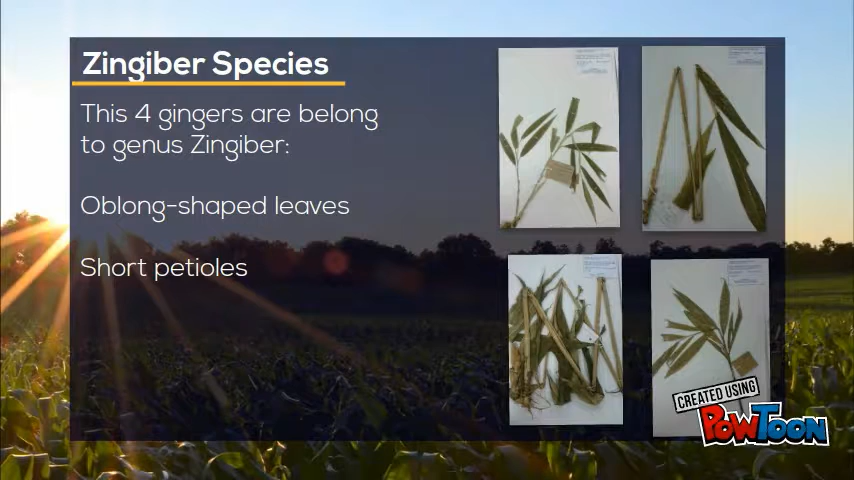 Zingiber Species
This 4 gingers are belong
to genus Zingiber:
Oblong-shaped leaves
Short petioles
CREATED USING
POWTOON